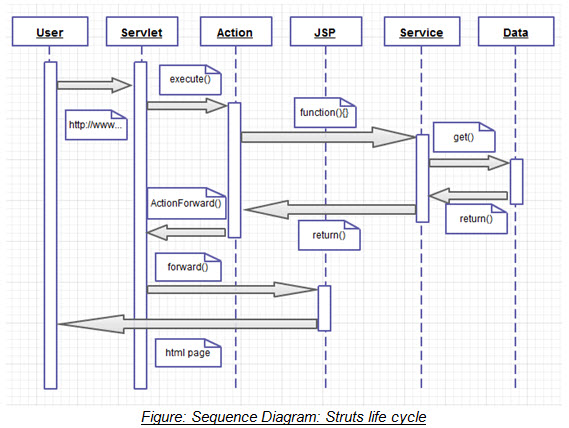 User Servlet Action JSP Service Data
execute()
http://www...
function(){}
get()
ActionForward()
return()
return()
forward()
html page
Figure: Sequence Diagram: Struts life cycle